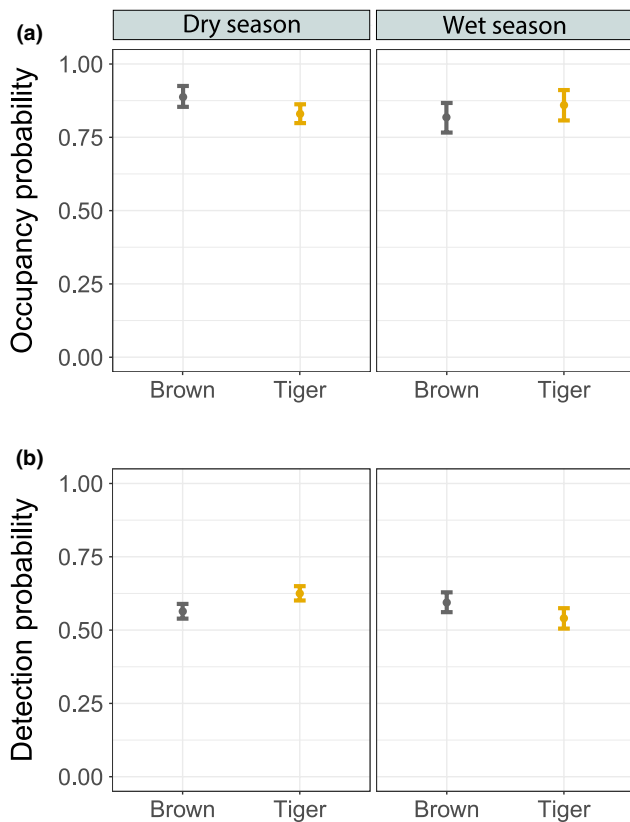 (a)
Dry season
Wet season
Occupancy probability
1.00
0.75
0.50
0.25
0.00
Brown
Tiger
Brown
Tiger
(b)
Detection probability
1.00
0.75
0.50
0.25
0.00
Brown
Tiger
Brown
Tiger